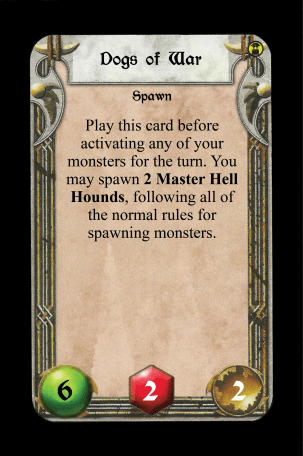 Dogs of War
Spawn
Play this card before
activating any of your
monsters for the turn. You
may spawn 2 Master Hell
Hounds, following all of
the normal rules for
spawning monsters.
6
2
2